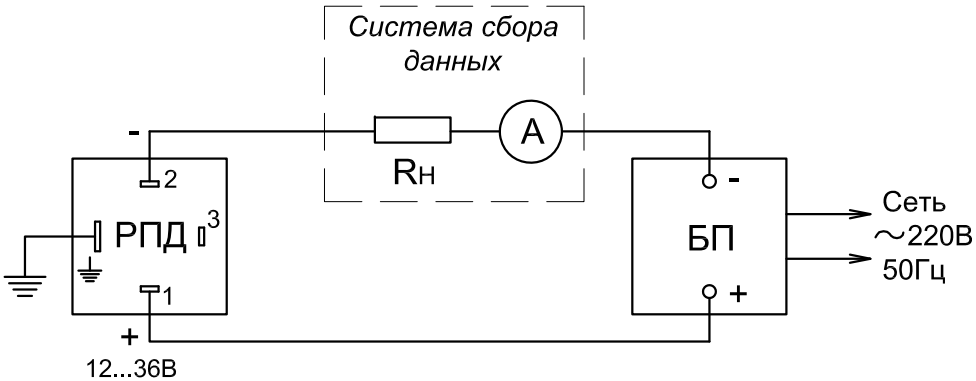 Система сбора
данных
-
A
2
RН
-
Сеть
3
РПД
БП
～220В
50Гц
1
+
+
12...36В